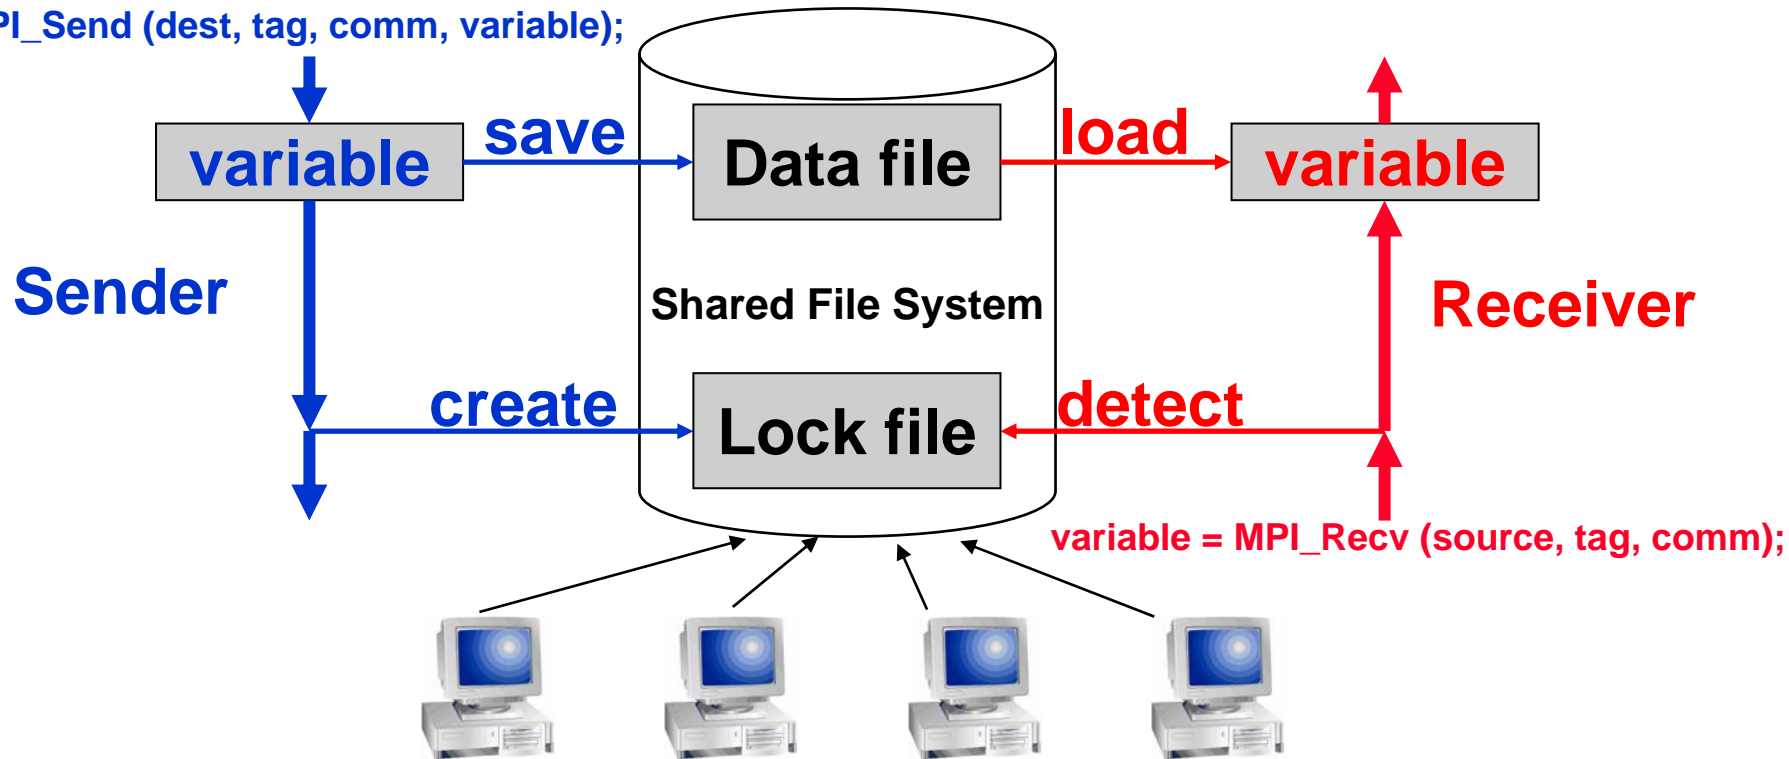 PI_Send (dest, tag, comm, variable);
variable
save
Data file
load
variable
Sender
Shared File System
Receiver
create
Lock file
detect
variable = MPI_Recv (source, tag, comm);